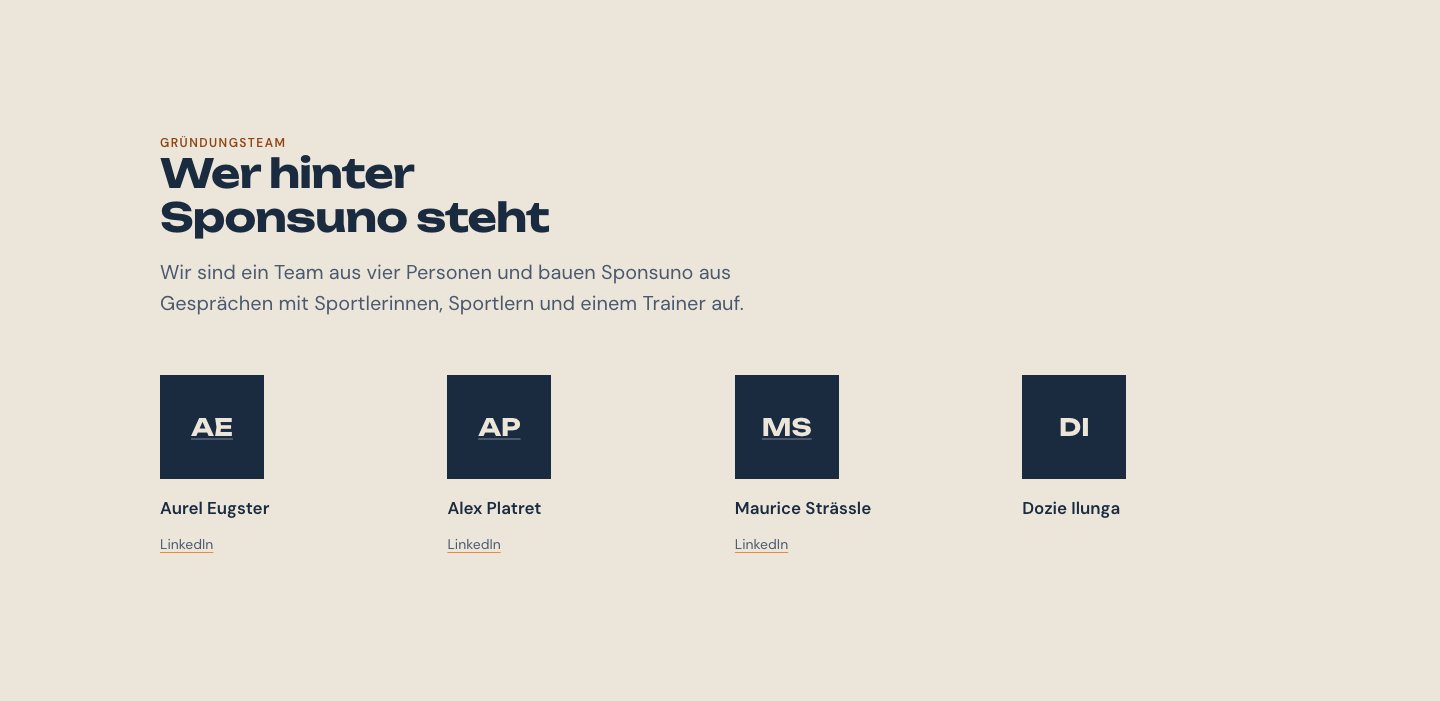 GRÜNDUNGSTEAM
Wer hinter
Sponsuno steht
Wir sind ein Team aus vier Personen und bauen Sponsuno aus
Gesprächen mit Sportlerinnen, Sportlern und einem Trainer auf.
AE AP MS DI
Aurel Eugster Alex Platret Maurice Strässle Dozie Ilunga
LinkedIn LinkedIn LinkedIn